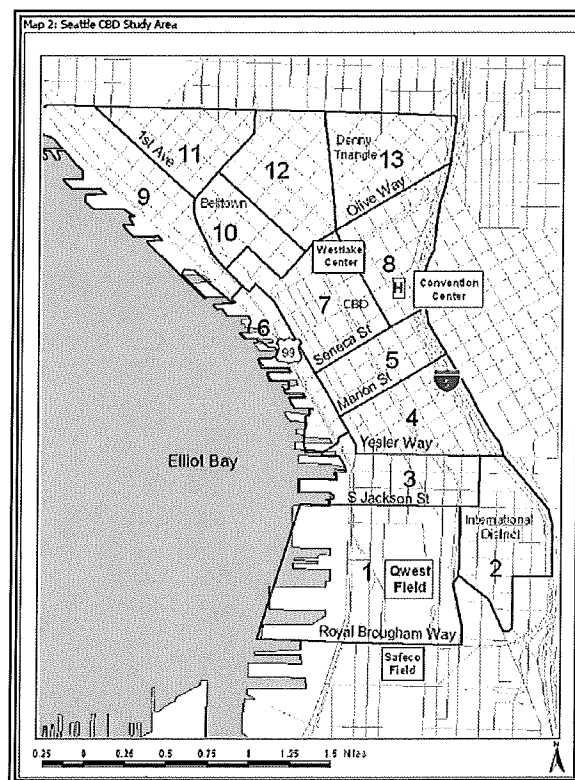 Map 2: Seattle CBD Study Area
1st Ave
11
12
Denny
Triangle
13
9
Belltown
Olive Way
10
Westlake
Center
8
H
Convention
Center
7
CBD
6
99
Seneca St
5
Marion St
4
Yesler Way
Elliot Bay
3
S Jackson St
International
District
1
Qwest
Field
2
Royal Brougham Way
Safeco
Field
0.25 0 0.25 0.5 0.75 1 1.25 1.5 Miles
N